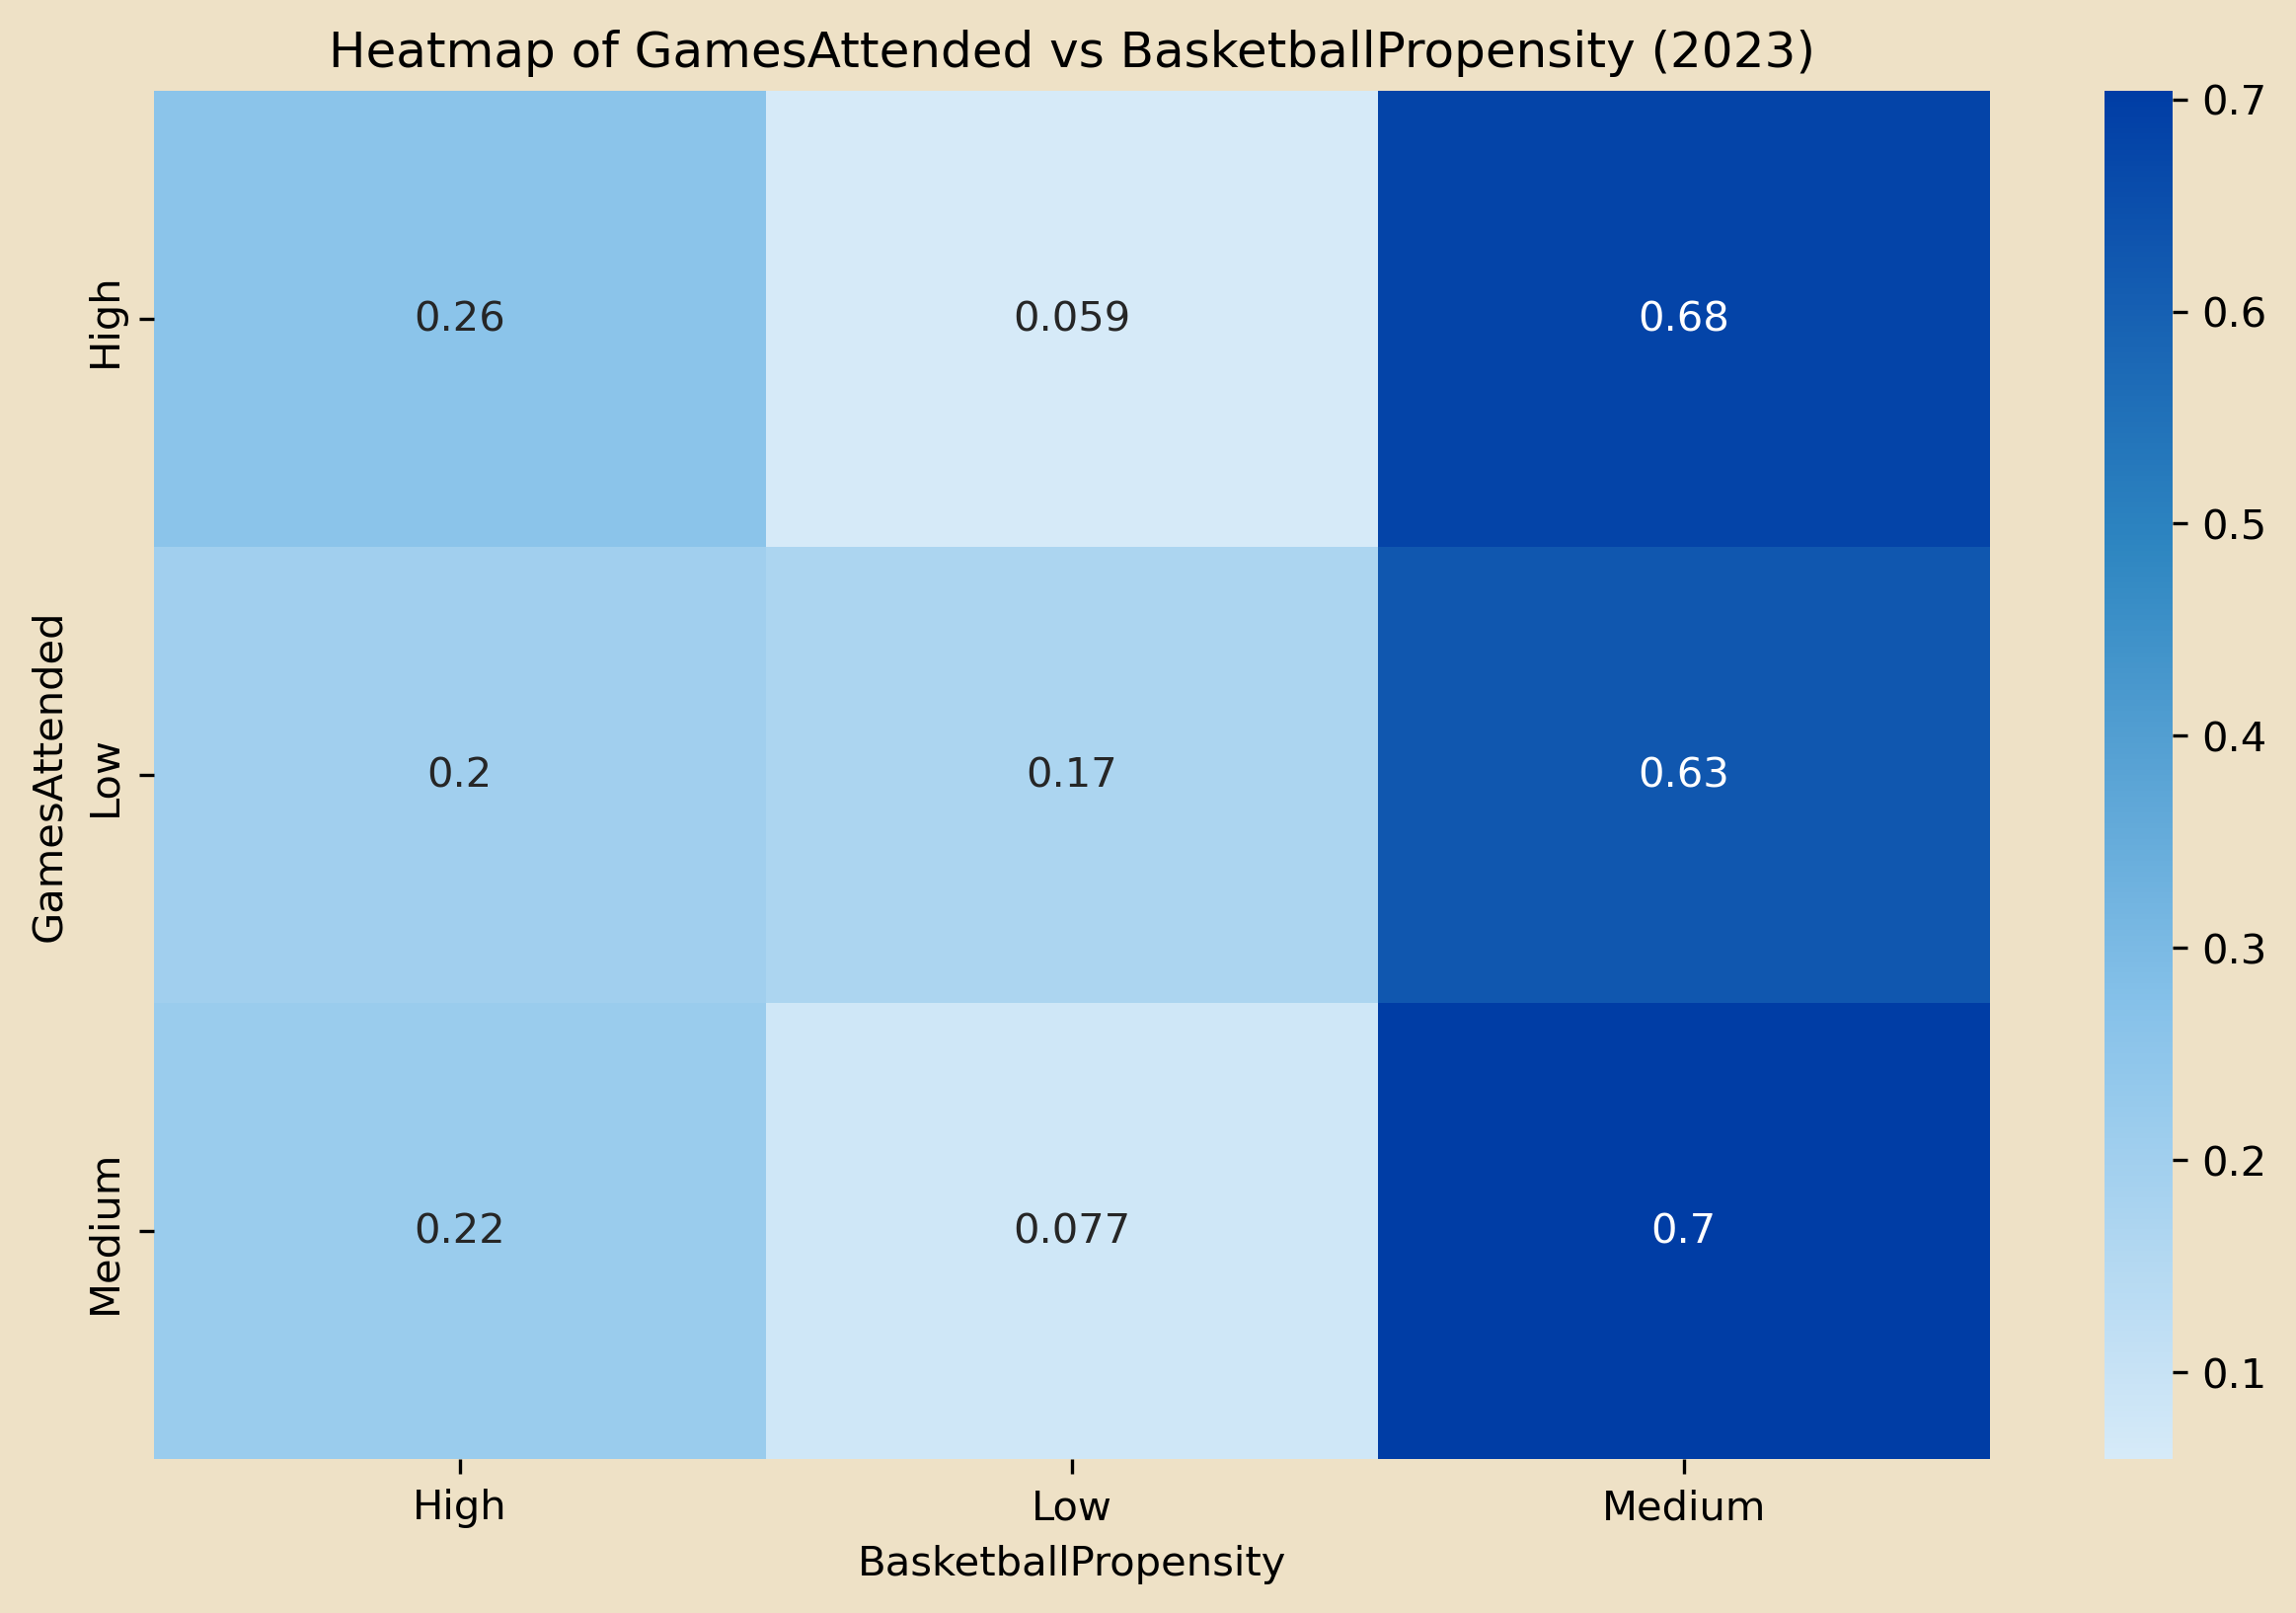 Heatmap of GamesAttended vs BasketballPropensity (2023)
GamesAttended
High
0.26
0.059
0.68
Low
0.2
0.17
0.63
Medium
0.22
0.077
0.7
High
Low
Medium
BasketballPropensity
0.7
0.6
0.5
0.4
0.3
0.2
0.1